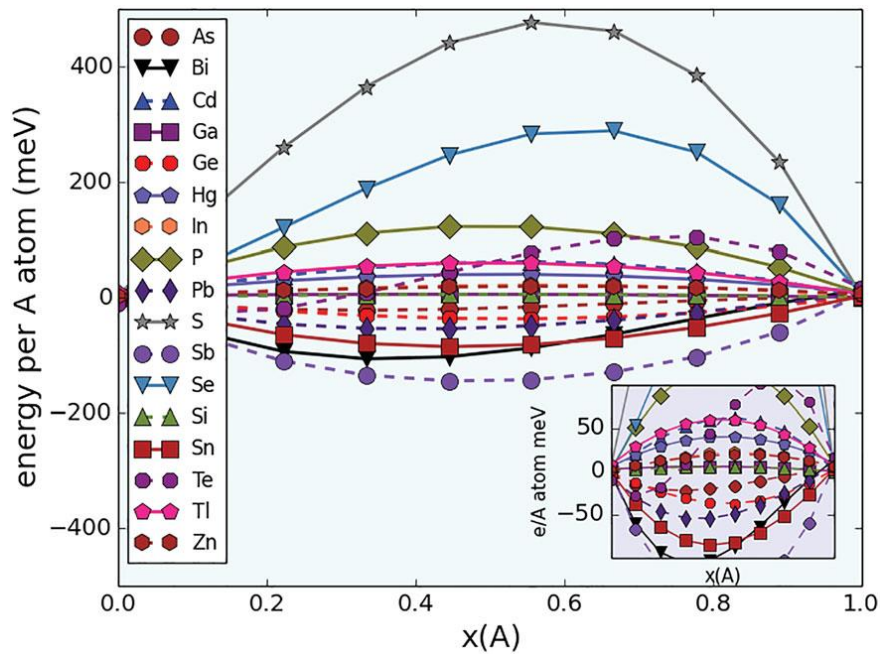 energy per A atom (meV)
400
200
0
−200
−400
As
Bi
Cd
Ga
Ge
Hg
In
P
Pb
S
Sb
Se
Si
Sn
Te
Tl
Zn
e/A atom meV
50
0
−50
x(A)
0.0 0.2 0.4 0.6 0.8 1.0
x(A)